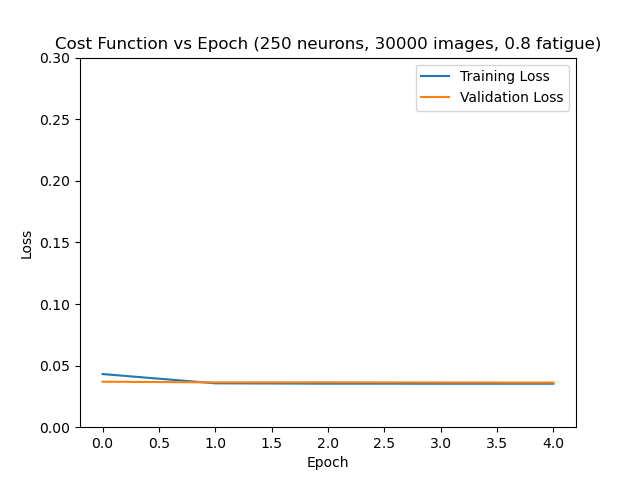 Cost Function vs Epoch (250 neurons, 30000 images, 0.8 fatigue)
Training Loss
Validation Loss
0.30
0.25
0.20
0.15
0.10
0.05
0.00
Loss
0.0 0.5 1.0 1.5 2.0 2.5 3.0 3.5 4.0
Epoch